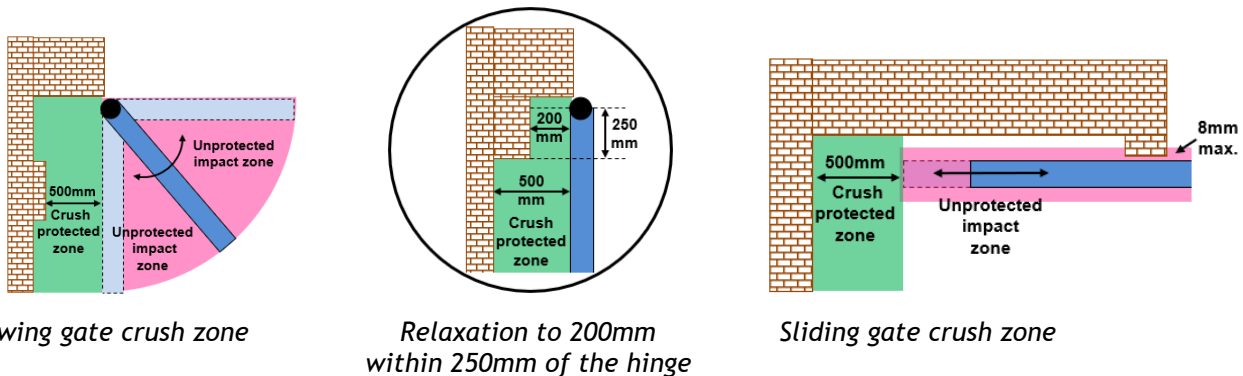 Unprotected
impact zone
500mm
Crush
protected
zone
Unprotected
impact
zone
wing gate crush zone
200
mm
250
mm
500
mm
Crush
protected
zone
Relaxation to 200mm
within 250mm of the hinge
8mm
max.
500mm
Crush
protected
zone
Unprotected
impact
zone
Sliding gate crush zone